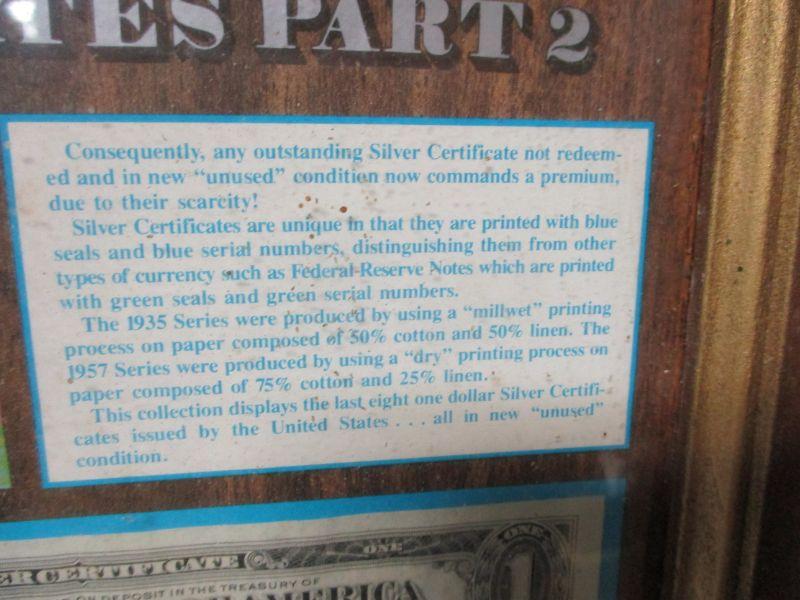 TES PART 2
Consequently, any outstanding Silver Certificate not redeem-
ed and in new “unused” condition now commands a premium,
due to their scarcity!
Silver Certificates are unique in that they are printed with blue
seals and blue serial numbers, distinguishing them from other
types of currency such as Federal Reserve Notes which are printed
with green seals and green serial numbers.
The 1935 Series were produced by using a “millwet” printing
process on paper composed of 50% cotton and 50% linen. The
1957 Series were produced by using a “dry” printing process on
paper composed of 75% cotton and 25% linen.
This collection displays the last eight one dollar Silver Certifi-
cates issued by the United States . . . all in new “unused”
condition.
ER CERTIFICATE ONE ONE
ON DEPOSIT IN THE TREASURY OF
AMERICA 1